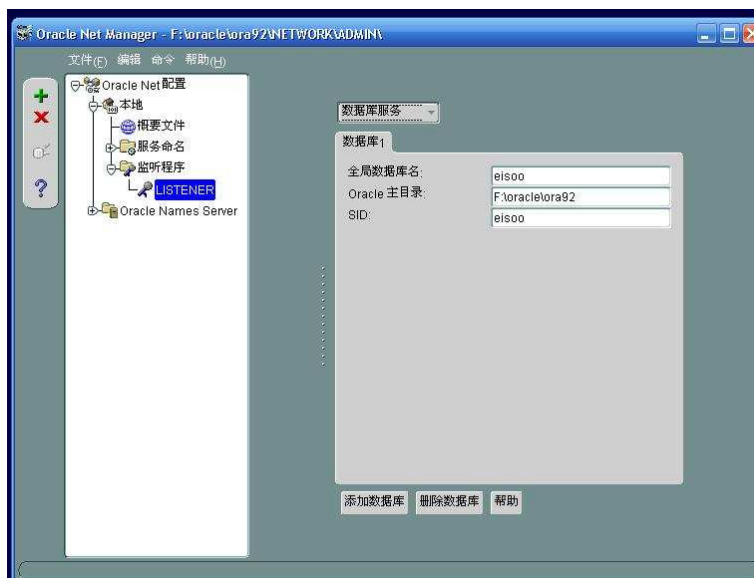 Oracle Net Manager - F:\oracle\ora92\NETWORK\ADMIN\
文件(F) 编辑 命令 帮助(H)
Oracle Net 配置
本地
概要文件
服务命名
监听程序
LISTENER
Oracle Names Server
数据库服务
数据库1
全局数据库名: eisoo
Oracle 主目录: F:\oracle\ora92
SID: eisoo
添加数据库 删除数据库 帮助